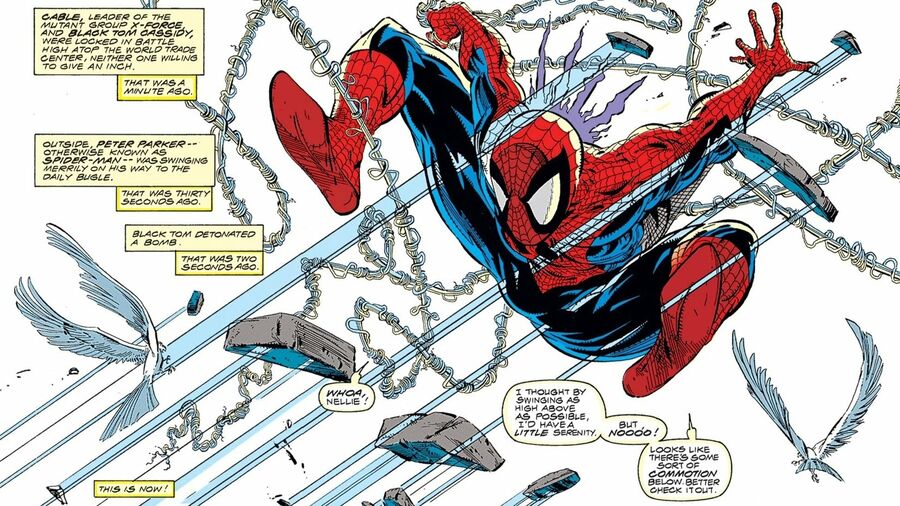 CABLE, LEADER OF THE
MUTANT GROUP X-FORCE,
AND BLACK TOM CASSIDY,
WERE LOCKED IN BATTLE
HIGH ATOP THE WORLD TRADE
CENTER, NEITHER ONE WILLING
TO GIVE AN INCH.
THAT WAS A
MINUTE AGO.
OUTSIDE, PETER PARKER--
OTHERWISE KNOWN AS
SPIDER-MAN--WAS SWINGING
MERRILY ON HIS WAY TO THE
DAILY BUGLE.
THAT WAS THIRTY
SECONDS AGO.
BLACK TOM DETONATED
A BOMB.
THAT WAS TWO
SECONDS AGO.
THIS IS NOW!
WHOA,
NELLIE!
I THOUGHT BY
SWINGING AS
HIGH ABOVE
AS POSSIBLE,
I'D HAVE A
LITTLE SERENITY.
BUT
NOOOO!
LOOKS LIKE
THERE'S SOME
SORT OF
COMMOTION
BELOW. BETTER
CHECK IT OUT.